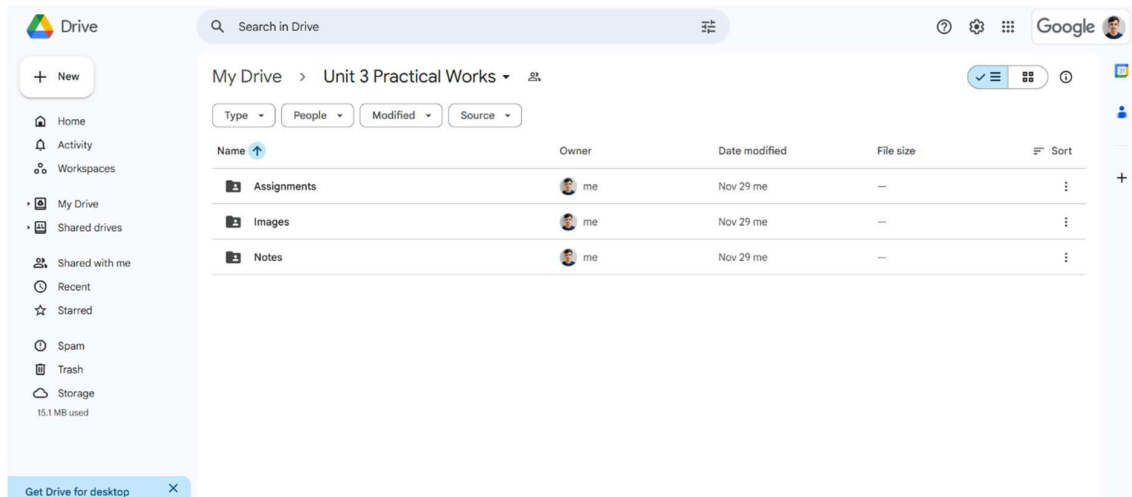 Drive
Search in Drive
Google
New
My Drive > Unit 3 Practical Works
31
Type People Modified Source
Home
Activity
Workspaces
My Drive
Shared drives
Shared with me
Recent
Starred
Spam
Trash
Storage
15.1 MB used
Get Drive for desktop
Name Owner Date modified File size Sort
Assignments me Nov 29 me —
Images me Nov 29 me —
Notes me Nov 29 me —